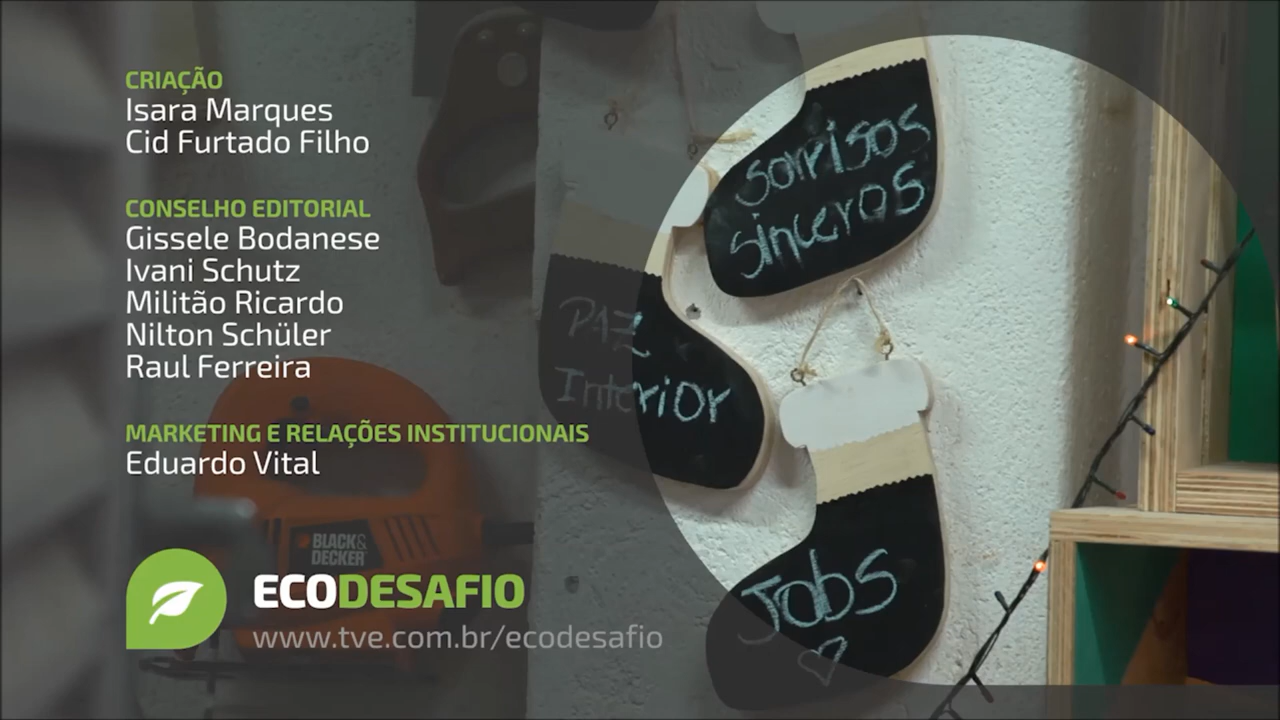 CRIAÇÃO
Isara Marques
Cid Furtado Filho
CONSELHO EDITORIAL
Gissele Bodanese
Ivani Schutz
Militão Ricardo
Nilton Schüler
Raul Ferreira
MARKETING E RELAÇÕES INSTITUCIONAIS
Eduardo Vital
BLACK&
DECKER
ECODESAFIO
www.tve.com.br/ecodesafio
sorrisos
sinceros
PAZ
Interior
Jobs